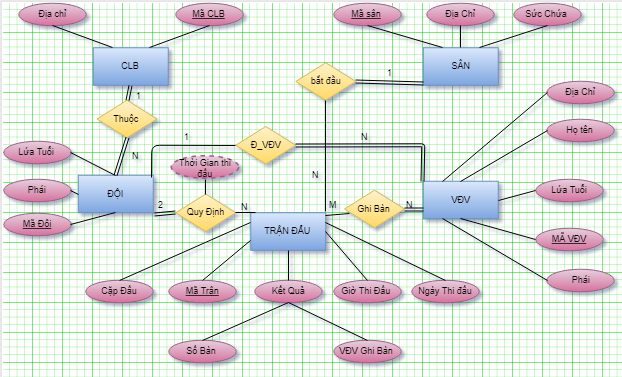 Địa chỉ
Mã CLB
Mã sân
Địa Chỉ
Sức Chứa
CLB
SÂN
bắt đầu
1
Địa Chỉ
1
Thuộc
Họ tên
1
Đ_VĐV
N
Lứa Tuổi
N
Thời Gian thi
đấu
N
Phái
ĐỘI
Lứa Tuổi
VĐV
2
Quy Định
N
M
Ghi Bàn
N
Mã Đôi
TRẬN ĐẤU
MÃ VĐV
Phái
Cặp Đấu
Mã Trân
Kết Quả
Giờ Thi Đấu
Ngày Thi đấu
Số Bàn
VĐV Ghi Bàn